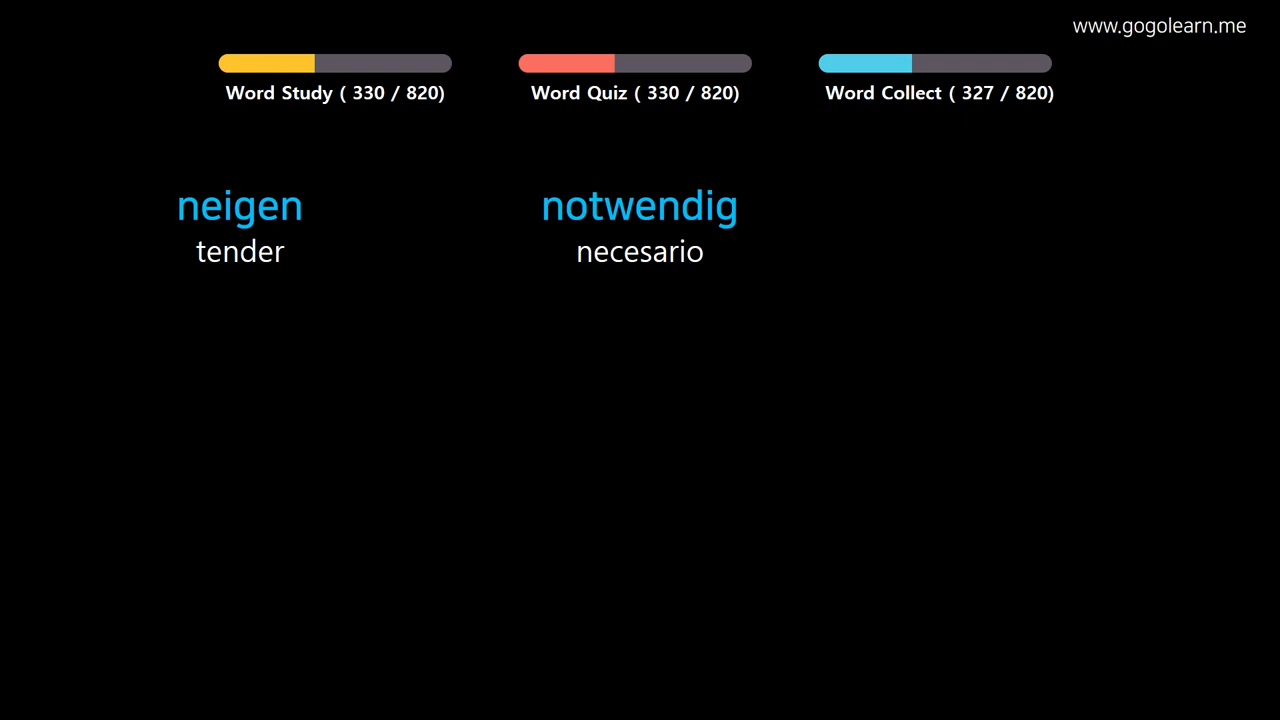 www.gogolearn.me
Word Study ( 330 / 820)
Word Quiz ( 330 / 820)
Word Collect ( 327 / 820)
neigen
tender
notwendig
necesario